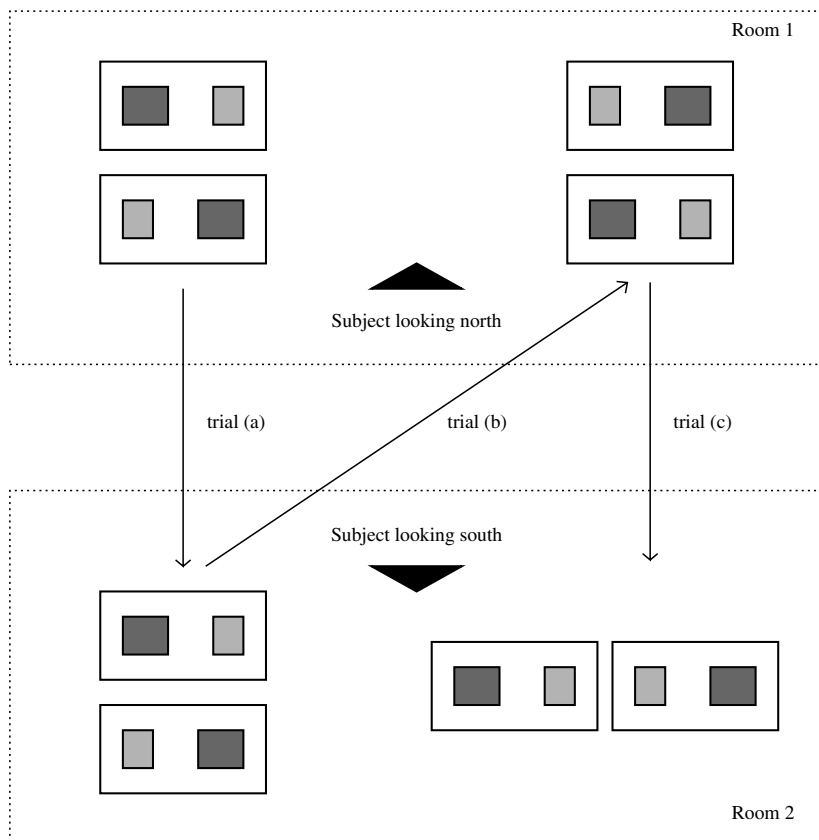 Room 1
Subject looking north
trial (a)
trial (b)
trial (c)
Subject looking south
Room 2